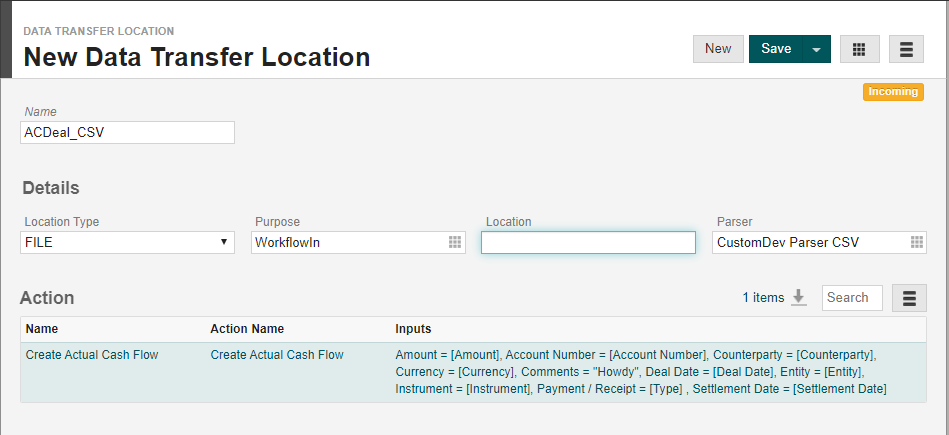 DATA TRANSFER LOCATION
New Data Transfer Location
New
Save
Incoming
Name
ACDeal_CSV
Details
Location Type
Purpose
Location
Parser
FILE
WorkflowIn
CustomDev Parser CSV
Action
1 items
Search
Name
Action Name
Inputs
Create Actual Cash Flow
Create Actual Cash Flow
Amount = [Amount], Account Number = [Account Number], Counterparty = [Counterparty],
Currency = [Currency], Comments = "Howdy", Deal Date = [Deal Date], Entity = [Entity],
Instrument = [Instrument], Payment / Receipt = [Type] , Settlement Date = [Settlement Date]